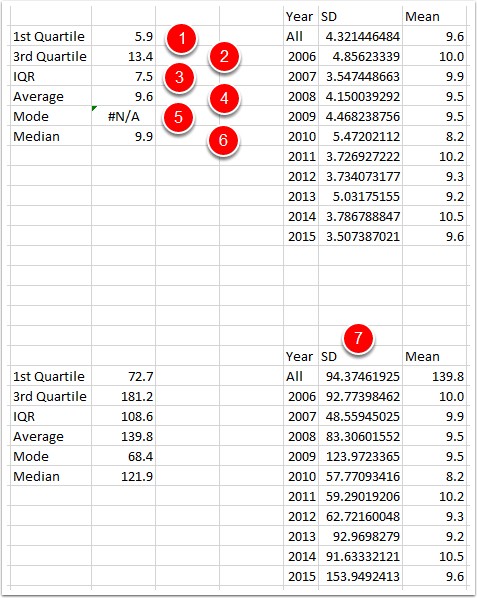 Year SD Mean
1st Quartile 5.9 1 All 4.321446484 9.6
3rd Quartile 13.4 2 2006 4.85623339 10.0
IQR 7.5 3 2007 3.547448663 9.9
Average 9.6 4 2008 4.150039292 9.5
Mode #N/A 5 2009 4.468238756 9.5
Median 9.9 6 2010 5.47202112 8.2
2011 3.726927222 10.2
2012 3.734073177 9.3
2013 5.03175155 9.2
2014 3.786788847 10.5
2015 3.507387021 9.6
7
Year SD Mean
1st Quartile 72.7 All 94.37461925 139.8
3rd Quartile 181.2 2006 92.77398462 10.0
IQR 108.6 2007 48.55945025 9.9
Average 139.8 2008 83.30601552 9.5
Mode 68.4 2009 123.9723365 9.5
Median 121.9 2010 57.77093416 8.2
2011 59.29019206 10.2
2012 62.72160048 9.3
2013 92.9698279 9.2
2014 91.63332121 10.5
2015 153.9492413 9.6